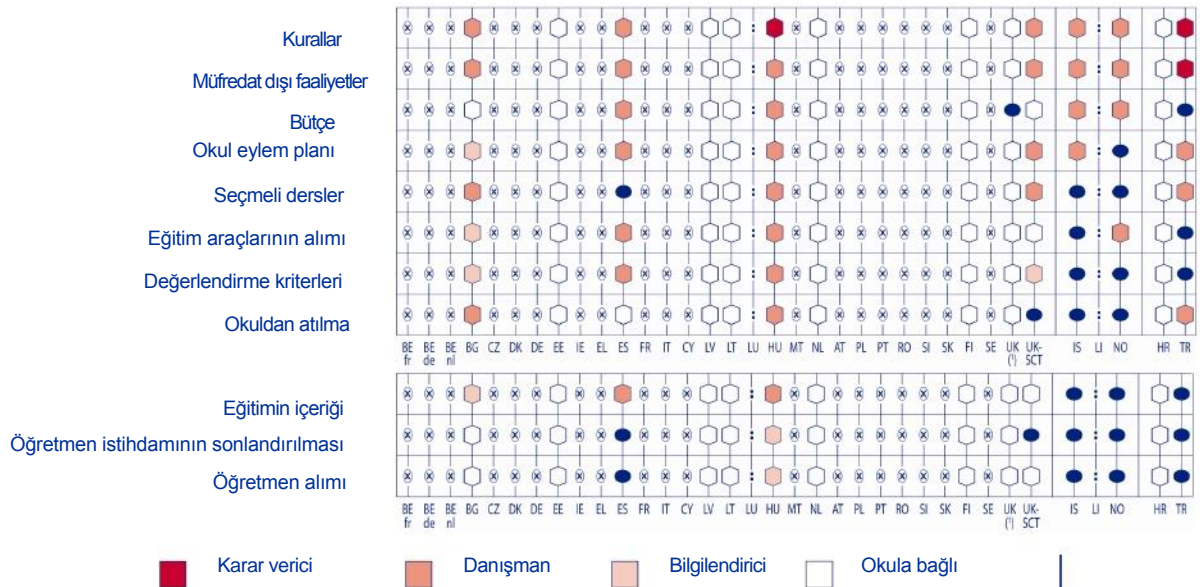 Kurallar
Müfredat dışı faaliyetler
Bütçe
Okul eylem planı
Seçmeli dersler
Eğitim araçlarının alımı
Değerlendirme kriterleri
Okuldan atılma
BE BE BE BG CZ DK DE EE IE EL ES FR IT CY LV LT LU HU MT NL AT PL PT RO SI SK FI SE UK UK- IS LI NO HR TR
fr de nl (¹) SCT
Eğitimin içeriği
Öğretmen istihdamının sonlandırılması
Öğretmen alımı
BE BE BE BG CZ DK DE EE IE EL ES FR IT CY LV LT LU HU MT NL AT PL PT RO SI SK FI SE UK UK- IS LI NO HR TR
fr de nl (¹) SCT
Karar verici Danışman Bilgilendirici Okula bağlı